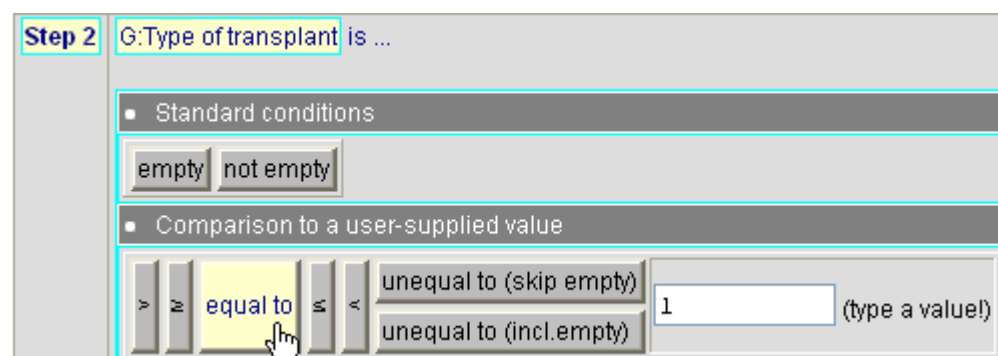 Step 2 G:Type of transplant is ...
Standard conditions
empty not empty
Comparison to a user-supplied value
> ≥ equal to ≤ < unequal to (skip empty) 1 (type a value!)
unequal to (incl.empty)